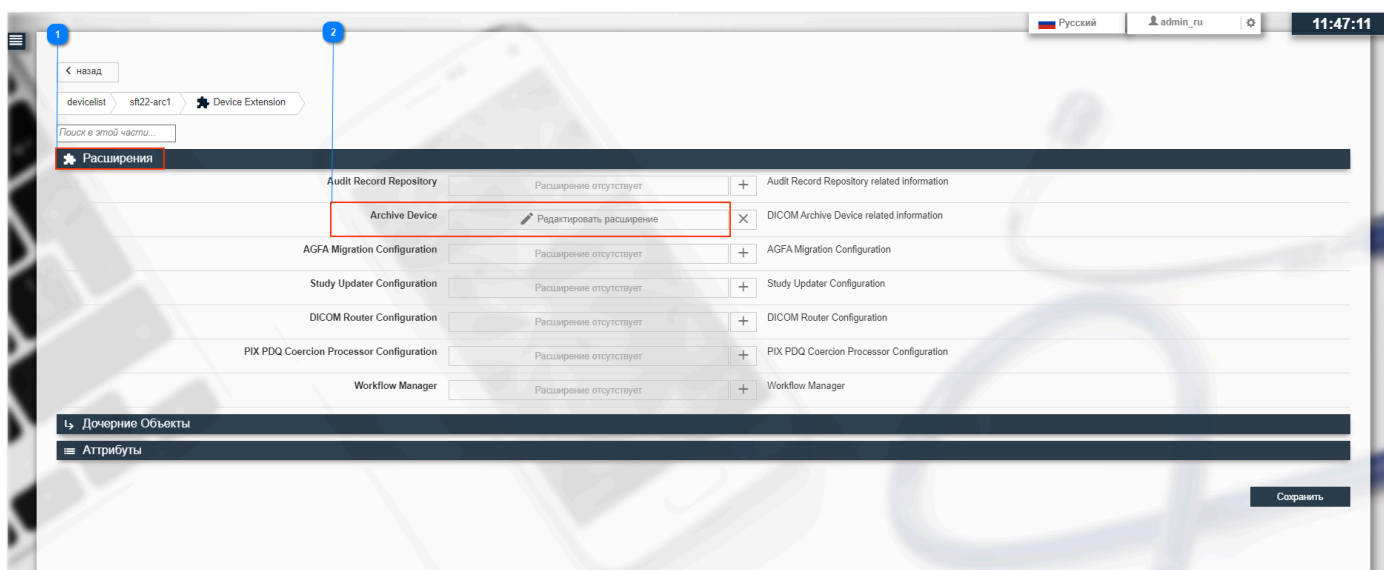 1
2
Русский
admin_ru
11:47:11
назад
devicelist
sft22-arc1
Device Extension
Поиск в этой части...
Расширения
Audit Record Repository Расширение отсутствует + Audit Record Repository related information
Archive Device Редактировать расширение × DICOM Archive Device related information
AGFA Migration Configuration Расширение отсутствует + AGFA Migration Configuration
Study Updater Configuration Расширение отсутствует + Study Updater Configuration
DICOM Router Configuration Расширение отсутствует + DICOM Router Configuration
PIX PDQ Coercion Processor Configuration Расширение отсутствует + PIX PDQ Coercion Processor Configuration
Workflow Manager Расширение отсутствует + Workflow Manager
Дочерние Объекты
Аттрибуты
Сохранить